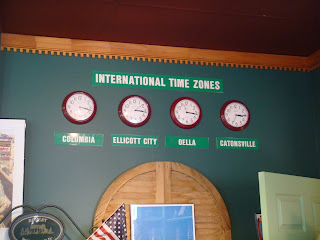 INTERNATIONAL TIME ZONES
COLUMBIA
ELLICOTT CITY
OELLA
CATONSVILLE